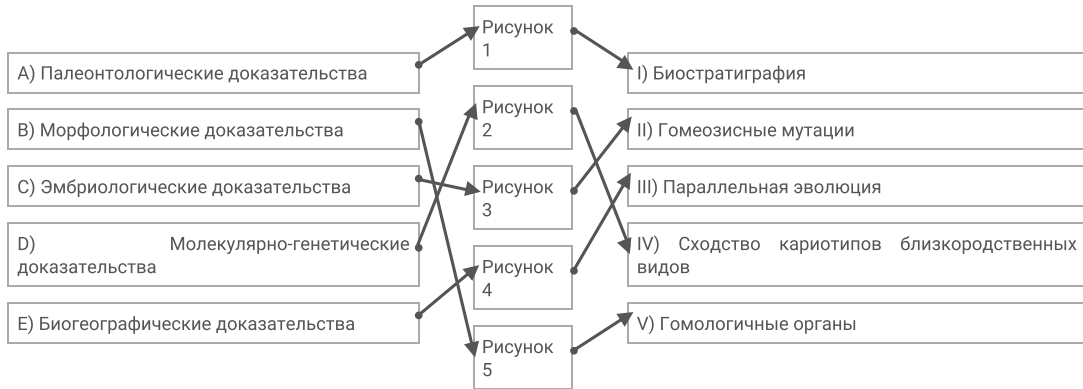 A) Палеонтологические доказательства
B) Морфологические доказательства
C) Эмбриологические доказательства
D) Молекулярно-генетические
доказательства
E) Биогеографические доказательства
Рисунок
1
Рисунок
2
Рисунок
3
Рисунок
4
Рисунок
5
I) Биостратиграфия
II) Гомеозисные мутации
III) Параллельная эволюция
IV) Сходство кариотипов близкородственных
видов
V) Гомологичные органы